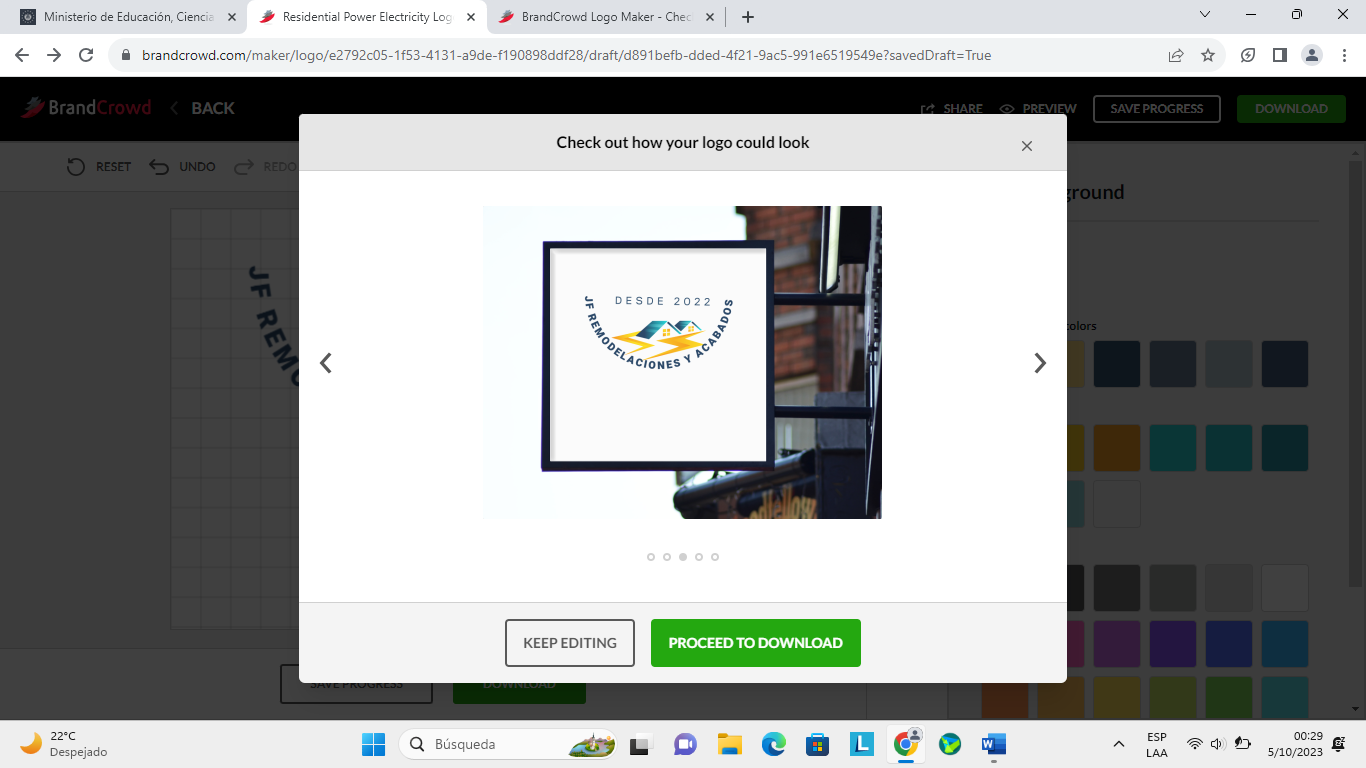 Ministerio de Educación, Ciencia
Residential Power Electricity Log
BrandCrowd Logo Maker - Chec
brandcrowd.com/maker/logo/e2792c05-1f53-4131-a9de-f190898ddf28/draft/d891befb-dded-4f21-9ac5-991e6519549e?savedDraft=True
BrandCrowd
BACK
SHARE
PREVIEW
SAVE PROGRESS
DOWNLOAD
Check out how your logo could look
RESET
UNDO
REDO
ground
JF REMO
DESDE 2022
JF REMODELACIONES Y ACABADOS
colors
KEEP EDITING
PROCEED TO DOWNLOAD
SAVE PROGRESS
DOWNLOAD
22°C
Despejado
Búsqueda
ESP
LAA
00:29
5/10/2023